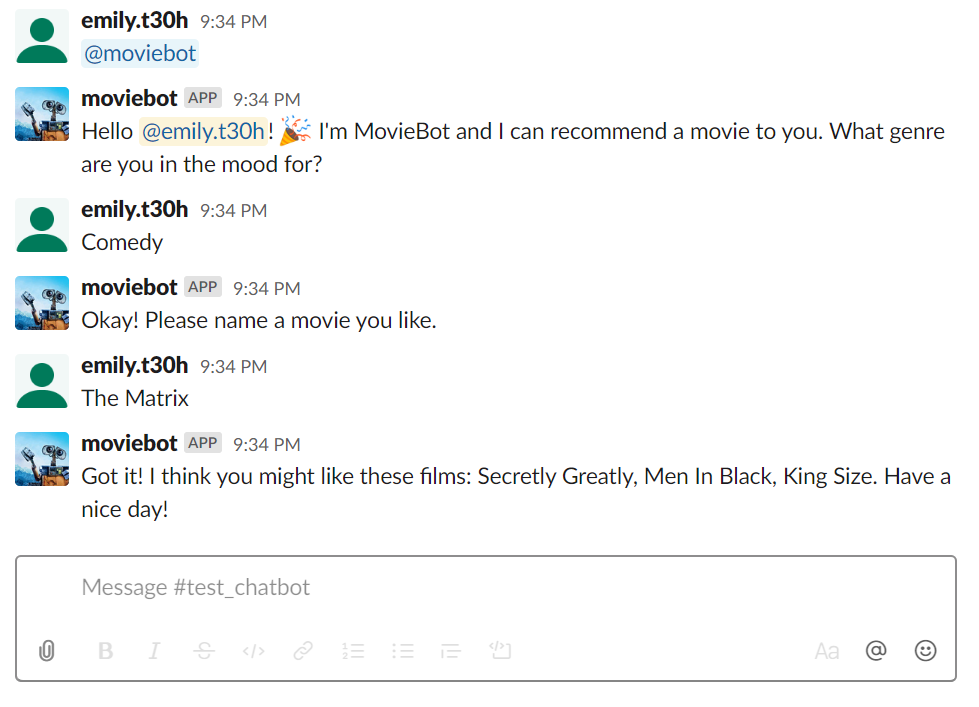 emily.t30h 9:34 PM
@moviebot
moviebot APP 9:34 PM
Hello @emily.t30h! 🎉 I'm MovieBot and I can recommend a movie to you. What genre
are you in the mood for?
emily.t30h 9:34 PM
Comedy
moviebot APP 9:34 PM
Okay! Please name a movie you like.
emily.t30h 9:34 PM
The Matrix
moviebot APP 9:34 PM
Got it! I think you might like these films: Secretly Greatly, Men In Black, King Size. Have a
nice day!
Message #test_chatbot
B I S </> Aa @